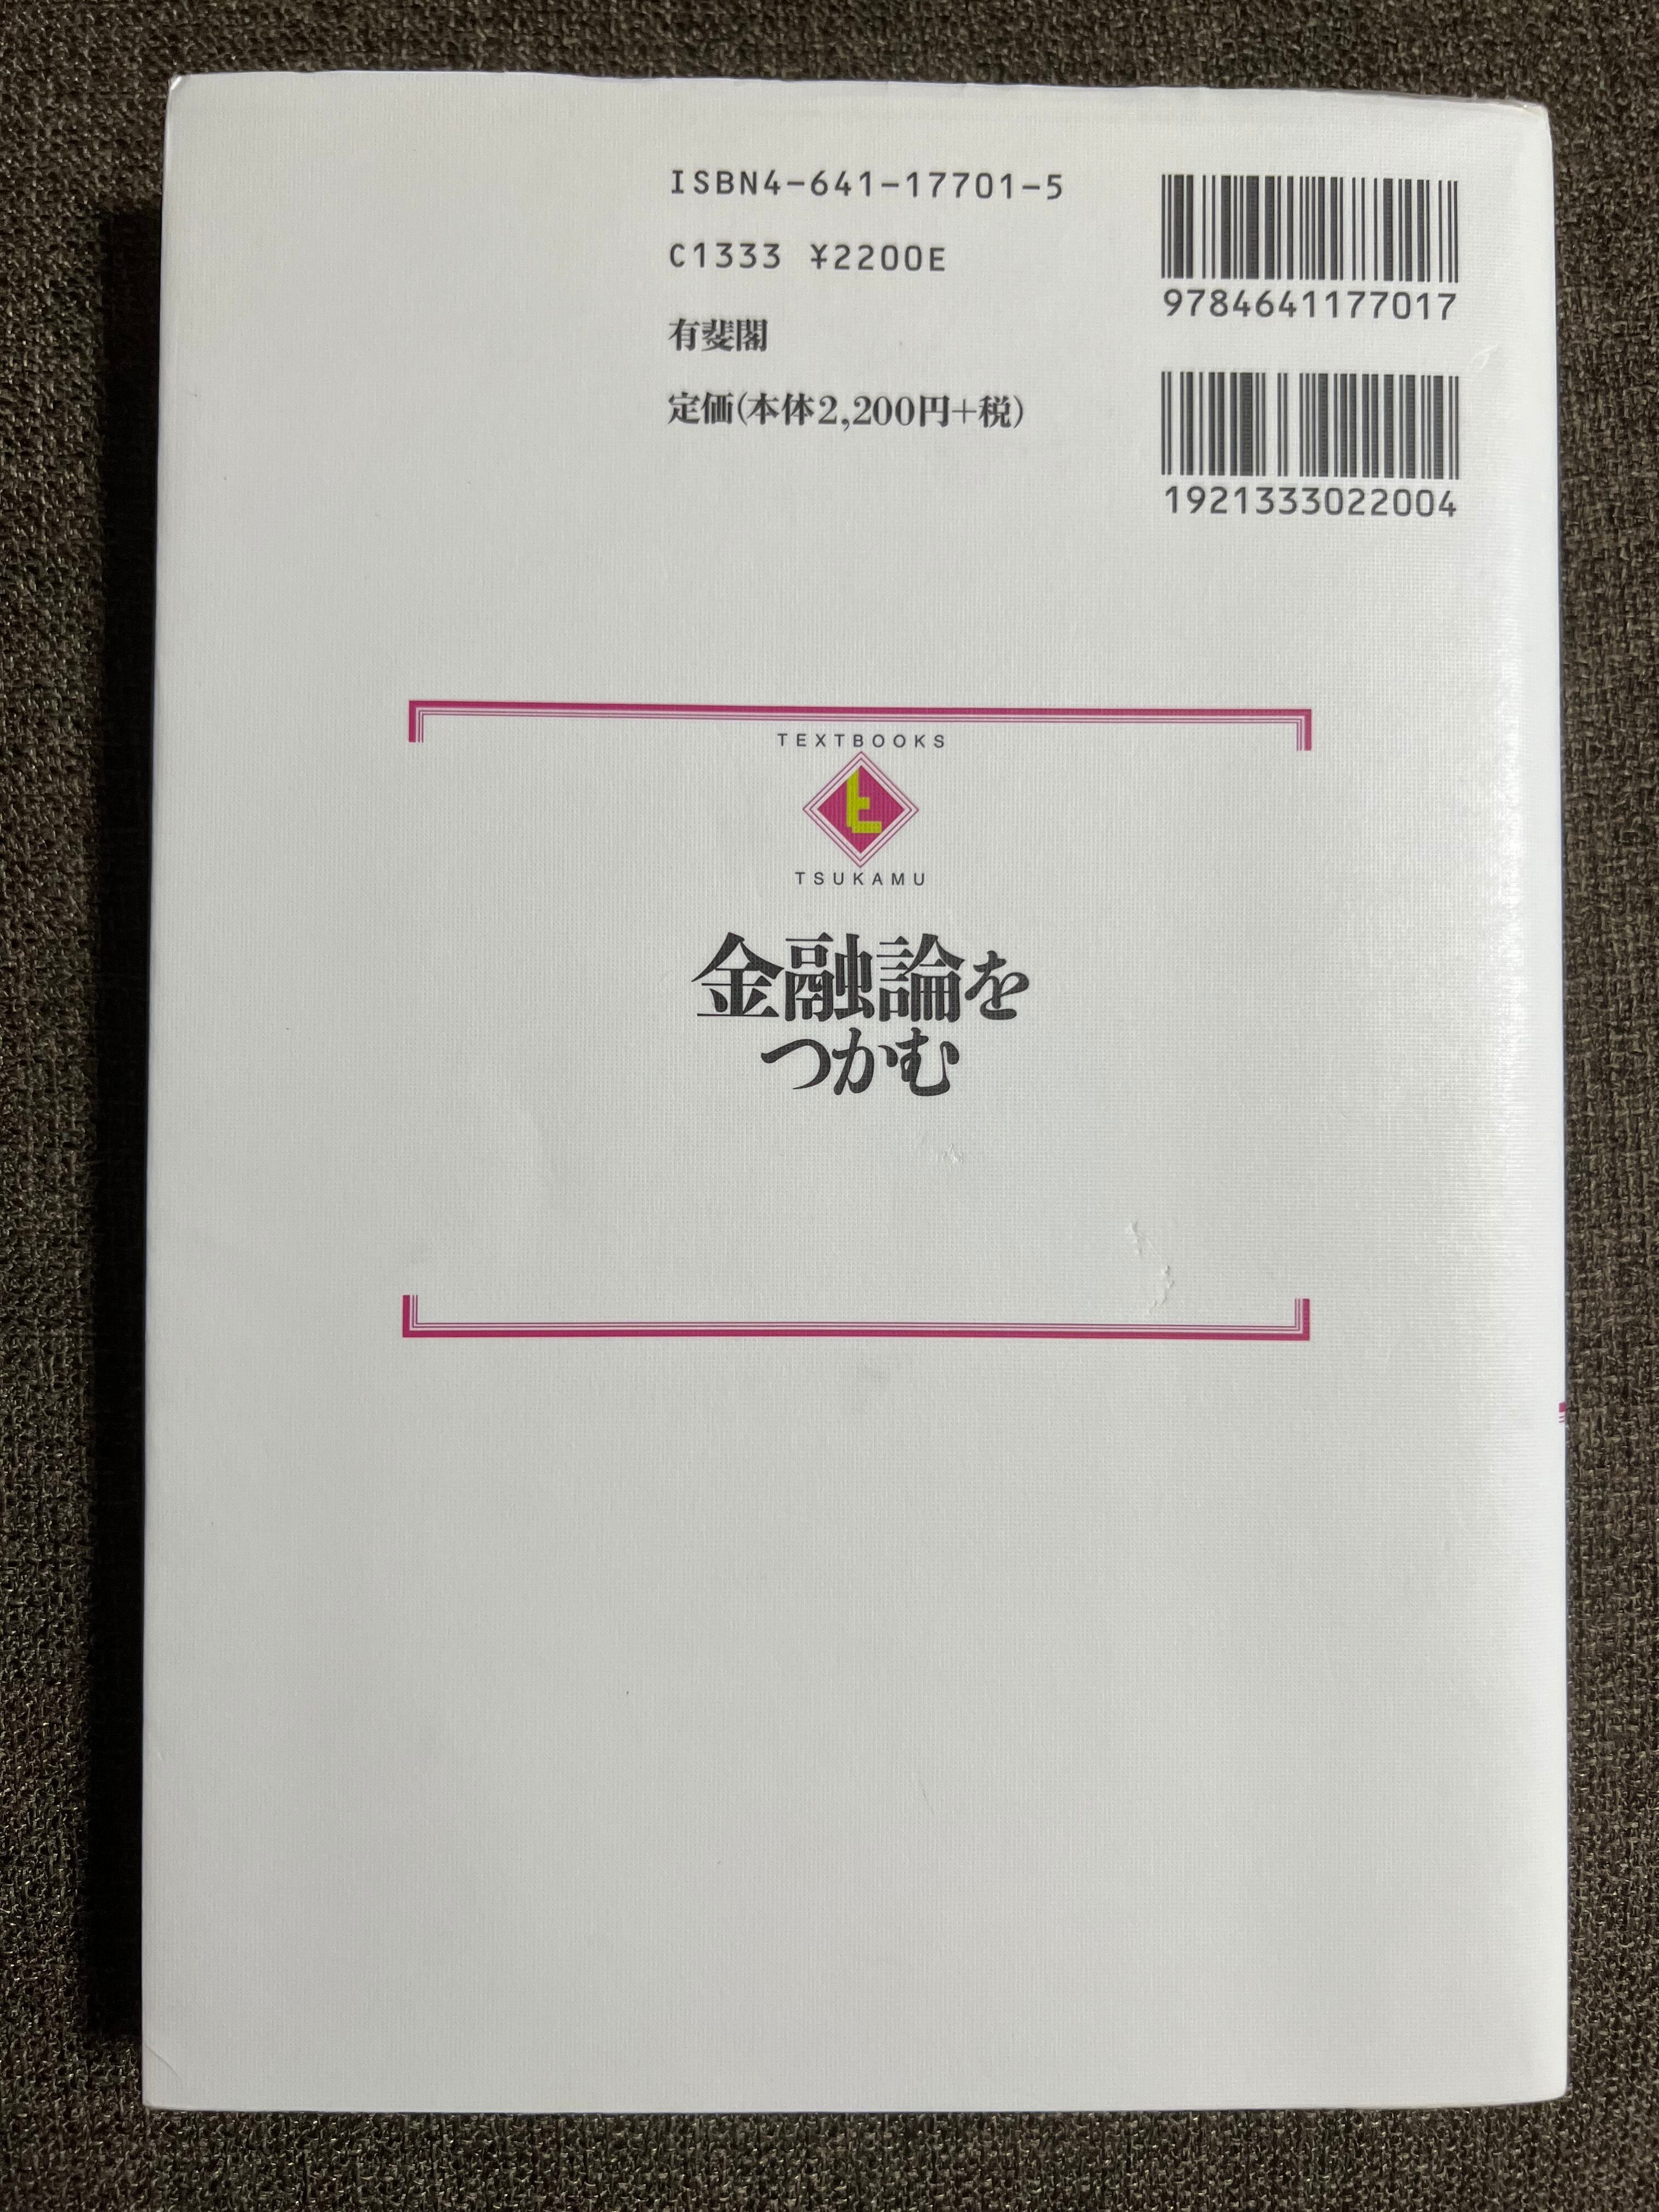 ISBN4-641-17701-5
C1333 ¥2200E
有斐閣
定価(本体2,200円+税)
9784641177017
1921333022004
TEXTBOOKS
t
TSUKAMU
金融論を
つかむ